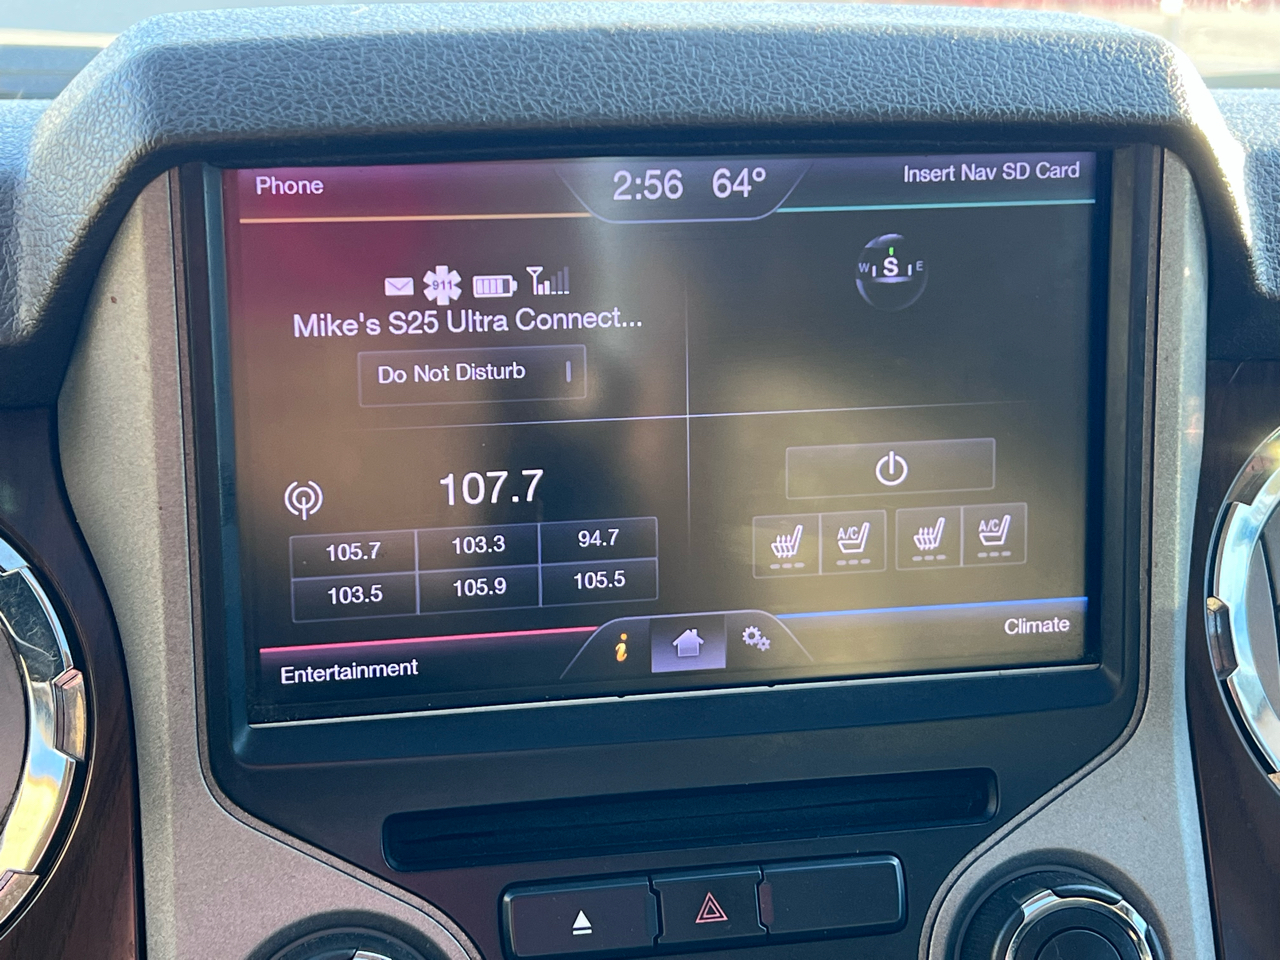 Phone
2:56 64°
Insert Nav SD Card
911
W S E
Mike's S25 Ultra Connect...
Do Not Disturb
107.7
105.7 103.3 94.7
103.5 105.9 105.5
A/C A/C
Entertainment
i
Climate